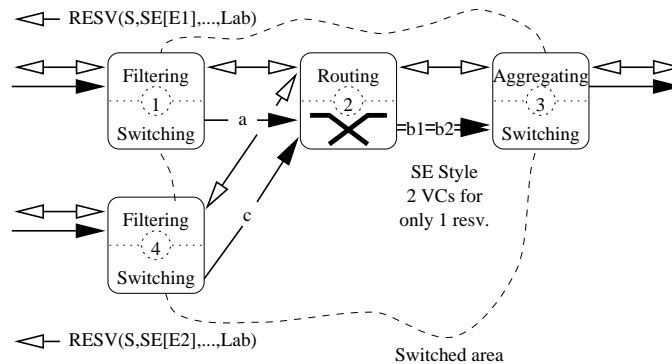 RESV(S,SE[E1],...,Lab)
Filtering
1
Switching
Routing
2
Aggregating
3
Switching
a
=b1=b2=
c
SE Style
2 VCs for
only 1 resv.
Filtering
4
Switching
RESV(S,SE[E2],...,Lab)
Switched area